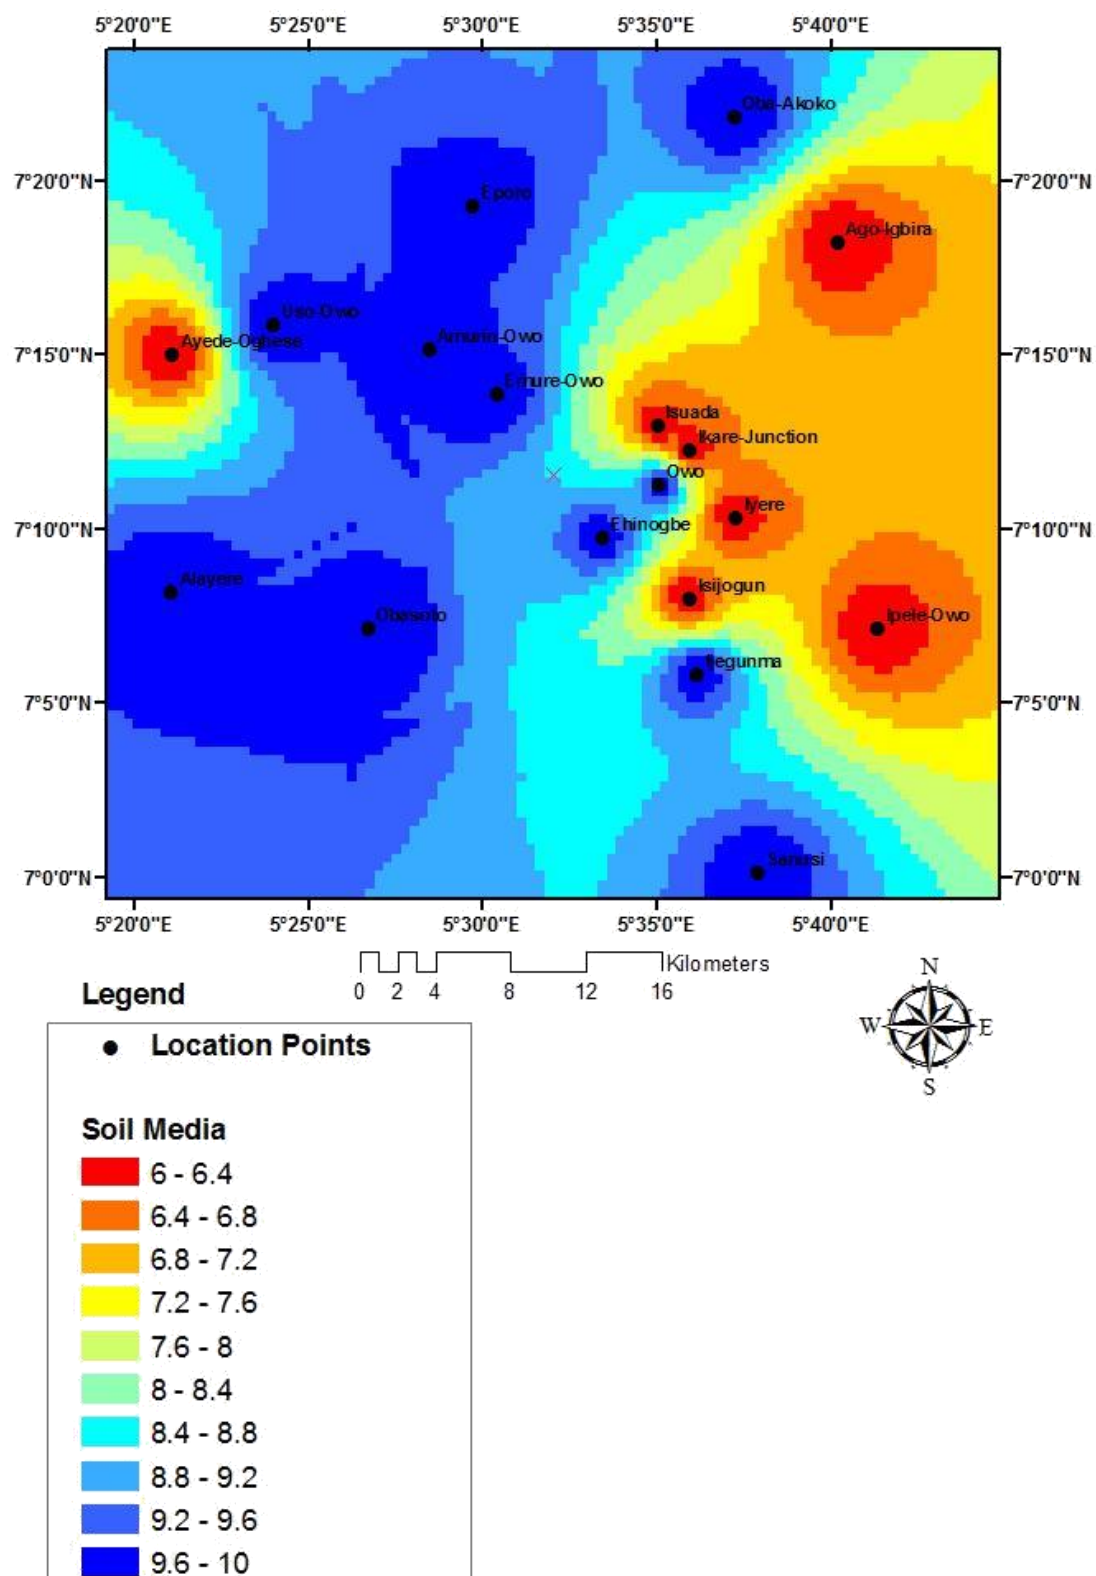 5°20'0"E 5°25'0"E 5°30'0"E 5°35'0"E 5°40'0"E
Oba-Akoko
7°20'0"N 7°20'0"N
Eporo
Ago-Igbira
Uso-Owo
Amurin-Owo
Ayede-Ogbese
7°15'0"N 7°15'0"N
Emure-Owo
Isuada
Ikare-Junction
Owo
Iyere
7°10'0"N 7°10'0"N
Ehinogbe
Alayere
Isijogun
Obasoto
Ipele-Owo
7°5'0"N 7°5'0"N
Sanusi
7°0'0"N 7°0'0"N
5°20'0"E 5°25'0"E 5°30'0"E 5°35'0"E 5°40'0"E
Kilometers
0 2 4 8 12 16
N
W E
S
Legend
Location Points
Soil Media
6 - 6.4
6.4 - 6.8
6.8 - 7.2
7.2 - 7.6
7.6 - 8
8 - 8.4
8.4 - 8.8
8.8 - 9.2
9.2 - 9.6
9.6 - 10